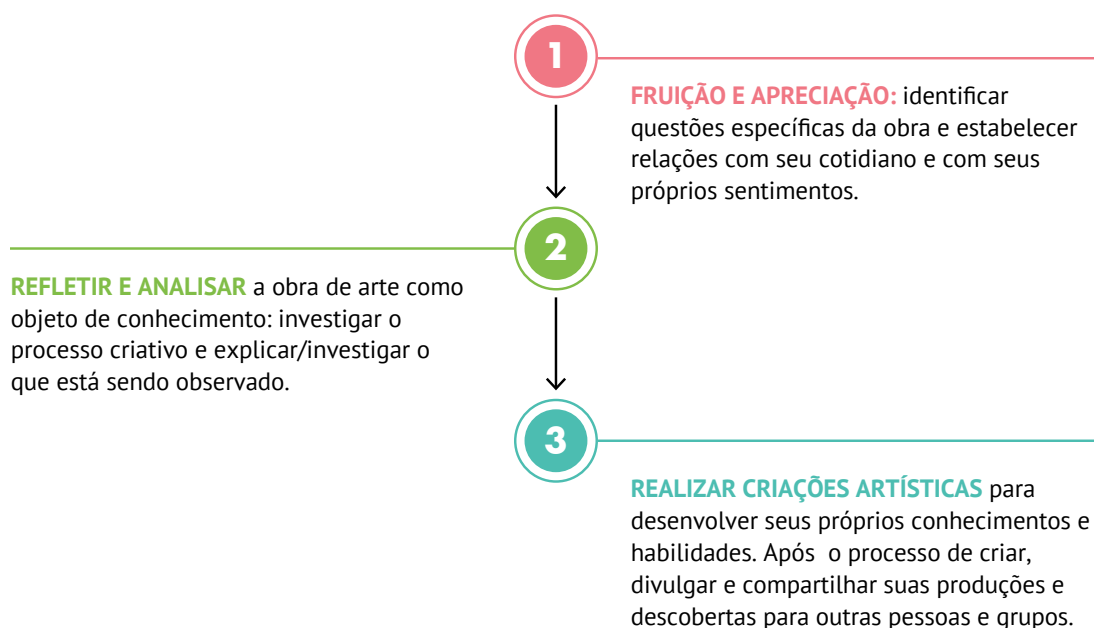 1
FRUIÇÃO E APRECIAÇÃO: identificar
questões específicas da obra e estabelecer
relações com seu cotidiano e com seus
próprios sentimentos.
2
REFLETIR E ANALISAR a obra de arte como
objeto de conhecimento: investigar o
processo criativo e explicar/investigar o
que está sendo observado.
3
REALIZAR CRIAÇÕES ARTÍSTICAS para
desenvolver seus próprios conhecimentos e
habilidades. Após  o processo de criar,
divulgar e compartilhar suas produções e
descobertas para outras pessoas e grupos.